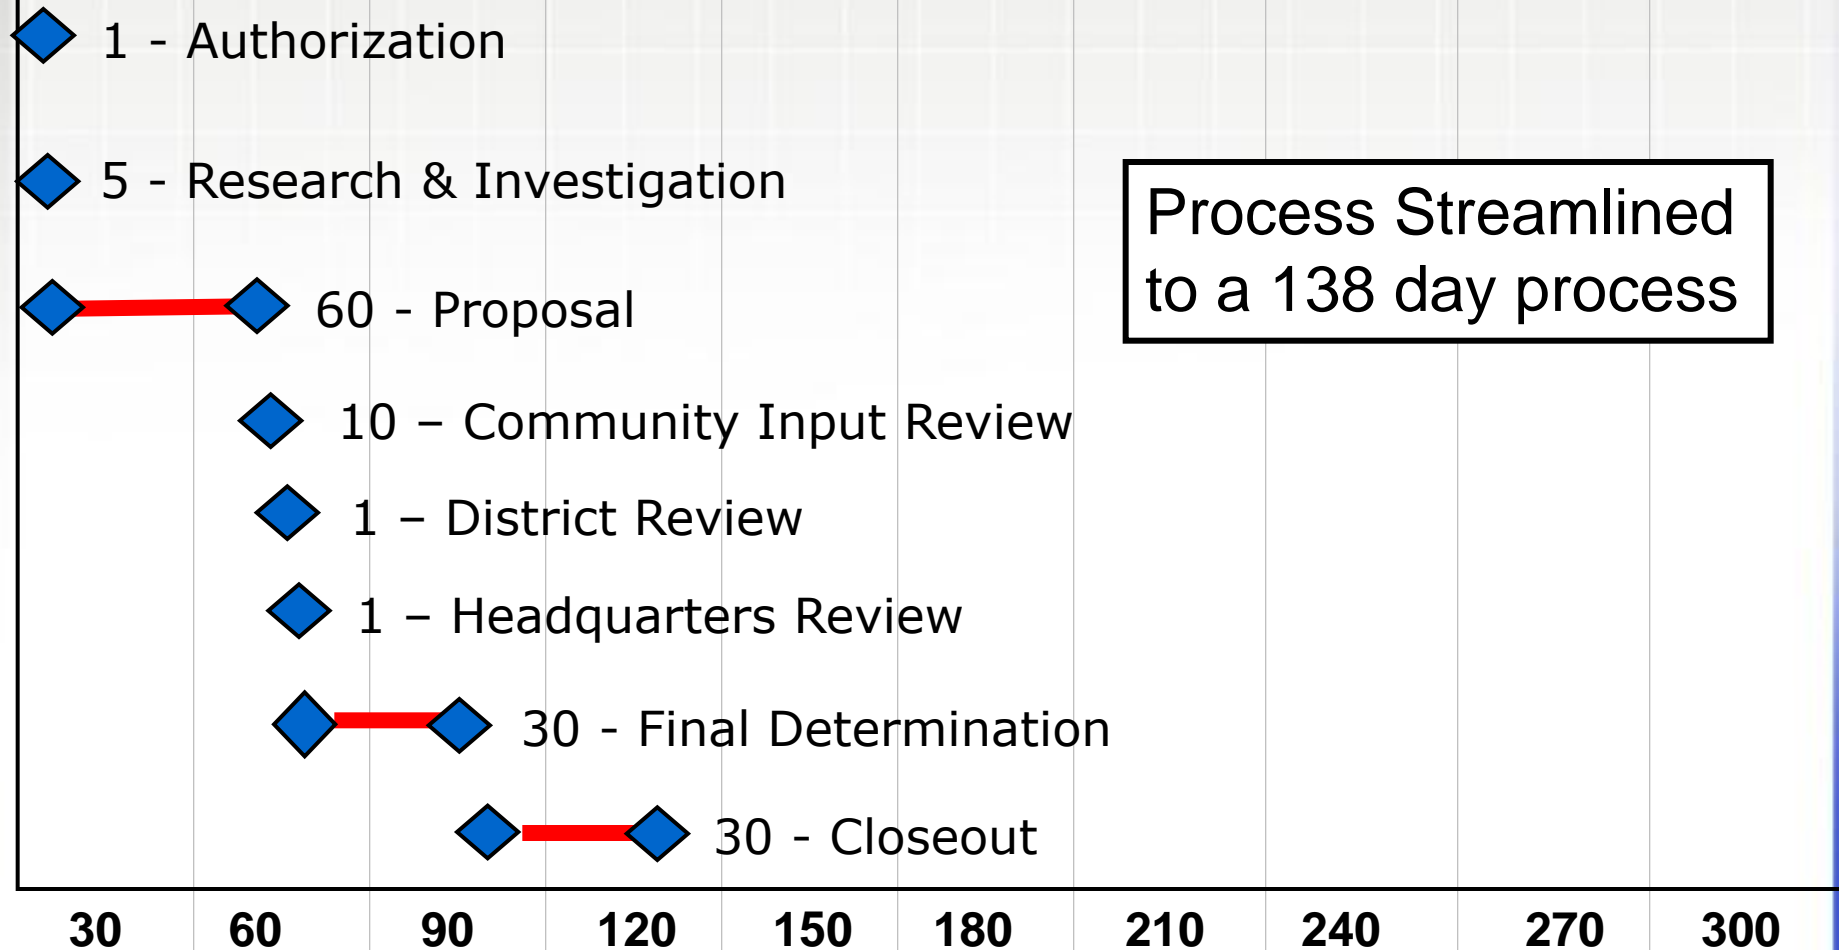 1 - Authorization
5 - Research & Investigation
Process Streamlined
to a 138 day process
60 - Proposal
10 – Community Input Review
1 – District Review
1 – Headquarters Review
30 - Final Determination
30 - Closeout
30 60 90 120 150 180 210 240 270 300